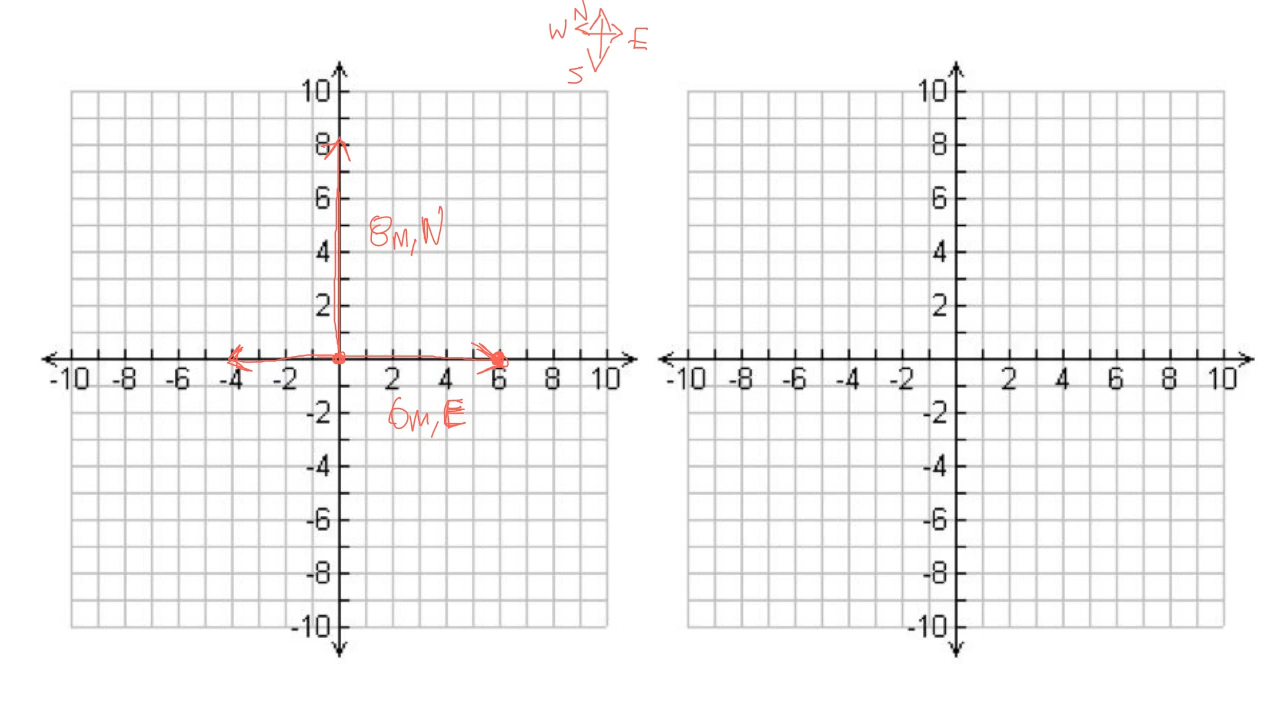 N
W E
S
10 10
8 8
8m, N
6 6
4 4
2 2
-10 -8 -6 -4 -2 2 4 6 8 10 -10 -8 -6 -4 -2 2 4 6 8 10
6m, E
-2 -2
-4 -4
-6 -6
-8 -8
-10 -10